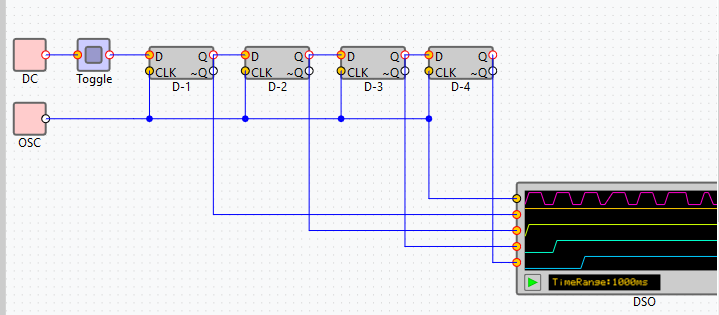 D Q D Q D Q D Q
CLK ~Q CLK ~Q CLK ~Q CLK ~Q
DC Toggle D-1 D-2 D-3 D-4
OSC
TimeRange:1000ms
DSO